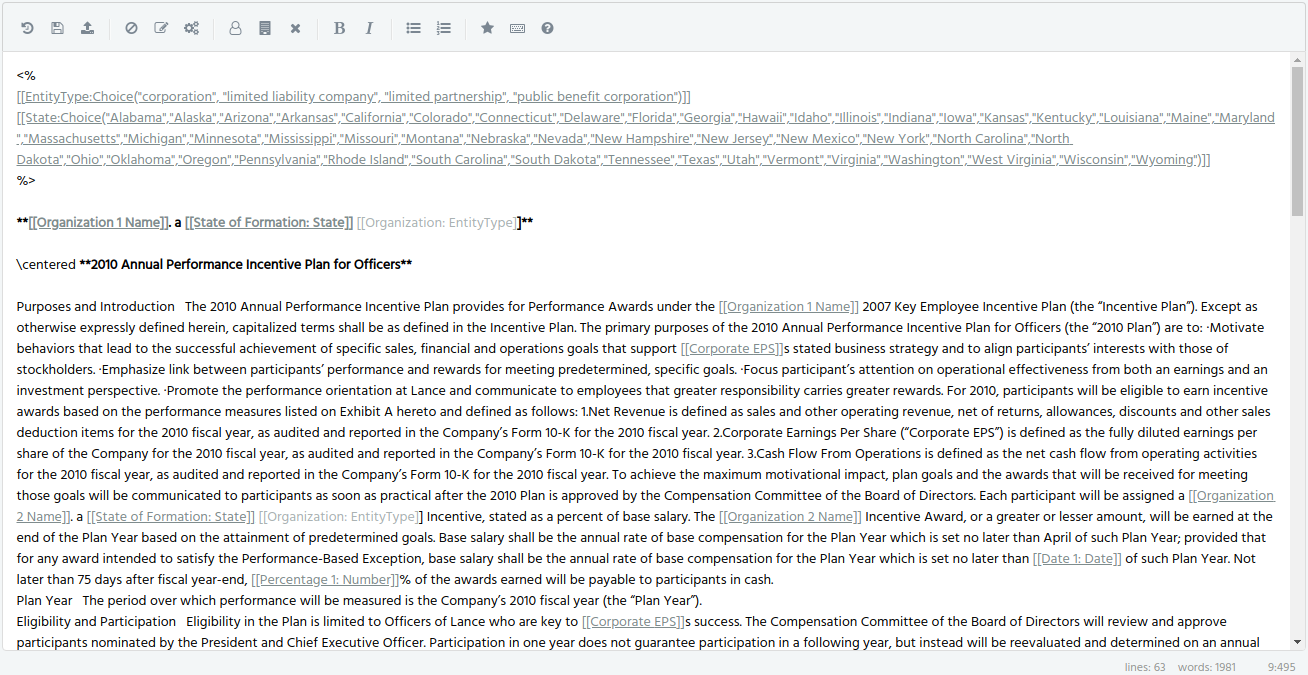 <%
[[EntityType:Choice("corporation", "limited liability company", "limited partnership", "public benefit corporation")]]
[[State:Choice("Alabama","Alaska","Arizona","Arkansas","California","Colorado","Connecticut","Delaware","Florida","Georgia","Hawaii","Idaho","Illinois","Indiana","Iowa","Kansas","Kentucky","Louisiana","Maine","Maryland
","Massachusetts","Michigan","Minnesota","Mississippi","Missouri","Montana","Nebraska","Nevada","New Hampshire","New Jersey","New Mexico","New York","North Carolina","North
Dakota","Ohio","Oklahoma","Oregon","Pennsylvania","Rhode Island","South Carolina","South Dakota","Tennessee","Texas","Utah","Vermont","Virginia","Washington","West Virginia","Wisconsin","Wyoming")]]
%>
**[[Organization 1 Name]]. a [[State of Formation: State]] [[Organization: EntityType]]**
\centered **2010 Annual Performance Incentive Plan for Officers**
Purposes and Introduction The 2010 Annual Performance Incentive Plan provides for Performance Awards under the [[Organization 1 Name]] 2007 Key Employee Incentive Plan (the “Incentive Plan”). Except as
otherwise expressly defined herein, capitalized terms shall be as defined in the Incentive Plan. The primary purposes of the 2010 Annual Performance Incentive Plan for Officers (the “2010 Plan”) are to: ·Motivate
behaviors that lead to the successful achievement of specific sales, financial and operations goals that support [[Corporate EPS]]s stated business strategy and to align participants’ interests with those of
stockholders. ·Emphasize link between participants’ performance and rewards for meeting predetermined, specific goals. ·Focus participant’s attention on operational effectiveness from both an earnings and an
investment perspective. ·Promote the performance orientation at Lance and communicate to employees that greater responsibility carries greater rewards. For 2010, participants will be eligible to earn incentive
awards based on the performance measures listed on Exhibit A hereto and defined as follows: 1.Net Revenue is defined as sales and other operating revenue, net of returns, allowances, discounts and other sales
deduction items for the 2010 fiscal year, as audited and reported in the Company’s Form 10-K for the 2010 fiscal year. 2.Corporate Earnings Per Share (“Corporate EPS”) is defined as the fully diluted earnings per
share of the Company for the 2010 fiscal year, as audited and reported in the Company’s Form 10-K for the 2010 fiscal year. 3.Cash Flow From Operations is defined as the net cash flow from operating activities
for the 2010 fiscal year, as audited and reported in the Company’s Form 10-K for the 2010 fiscal year. To achieve the maximum motivational impact, plan goals and the awards that will be received for meeting
those goals will be communicated to participants as soon as practical after the 2010 Plan is approved by the Compensation Committee of the Board of Directors. Each participant will be assigned a [[Organization
2 Name]]. a [[State of Formation: State]] [[Organization: EntityType]] Incentive, stated as a percent of base salary. The [[Organization 2 Name]] Incentive Award, or a greater or lesser amount, will be earned at the
end of the Plan Year based on the attainment of predetermined goals. Base salary shall be the annual rate of base compensation for the Plan Year which is set no later than April of such Plan Year; provided that
for any award intended to satisfy the Performance-Based Exception, base salary shall be the annual rate of base compensation for the Plan Year which is set no later than [[Date 1: Date]] of such Plan Year. Not
later than 75 days after fiscal year-end, [[Percentage 1: Number]]% of the awards earned will be payable to participants in cash.
Plan Year The period over which performance will be measured is the Company’s 2010 fiscal year (the “Plan Year”).
Eligibility and Participation Eligibility in the Plan is limited to Officers of Lance who are key to [[Corporate EPS]]s success. The Compensation Committee of the Board of Directors will review and approve
participants nominated by the President and Chief Executive Officer. Participation in one year does not guarantee participation in a following year, but instead will be reevaluated and determined on an annual
lines: 63 words: 1981 9:495